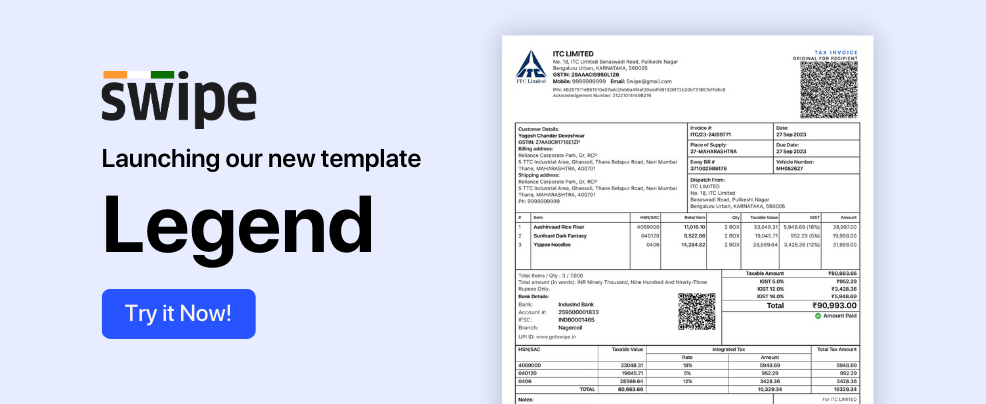 swipe
Launching our new template
Legend
Try it Now!
ITC Limited
ITC LIMITED
No. 18, ITC Limited Banaswadi Road, Pulikeshi Nagar
Bengaluru Urban, KARNATAKA, 560005
GSTIN: 29AAACI5950L1Z6
Mobile: 9999999999 Email: Swipe@gmail.com
Acknowledgement Number: 312210141498216
TAX INVOICE
ORIGINAL FOR RECIPIENT
Customer Details:
Yogesh Chander Deveshwar
GSTIN: 27AABCR1718E1ZP
Billing address:
Reliance Corporate Park, Gr, RCP
5 TTC Industrial Area, Ghansoli, Thane Belapur Road, Navi Mumbai
Thane, MAHARASHTRA, 400701
Shipping address:
Reliance Corporate Park, Gr, RCP
5 TTC Industrial Area, Ghansoli, Thane Belapur Road, Navi Mumbai
Thane, MAHARASHTRA, 400701
Ph: 9999999999
Invoice #:
ITC/23-24/59771
Date:
27 Sep 2023
Place of Supply:
27-MAHARASHTRA
Due Date:
27 Sep 2023
Eway Bill #
371002986176
Vehicle Number:
MH062627
Dispatch From:
ITC LIMITED
No. 18, ITC Limited
Banaswadi Road, Pulikeshi Nagar
Bengaluru Urban, KARNATAKA, 560005
# Item HSN/SAC Rate/Item Qty Taxable Value IGST Amount
1 Aashirvaad Rice Flour 4069000 11,016.10 3 BOX 33,048.31 5,948.69 (18%) 38,997.00
2 Sunfeast Dark Fantasy 040120 9,522.86 2 BOX 19,045.71 952.29 (5%) 19,998.00
3 Yippee Noodles 0406 14,284.82 2 BOX 28,569.64 3,428.36 (12%) 31,998.00
Total Items / Qty : 3 / 7.000
Total amount (in words): INR Ninety Thousand, Nine Hundred And Ninety-Three
Rupees Only.
Bank Details:
Bank: IndusInd Bank
Account #: 259500001833
IFSC: INDB0001465
Branch: Nagercoil
UPI ID: www.getswipe.in
Taxable Amount ₹80,663.66
IGST 5.0% ₹952.29
IGST 12.0% ₹3,428.36
IGST 18.0% ₹5,948.69
Total ₹90,993.00
Amount Paid
HSN/SAC Taxable Value Integrated Tax Total Tax Amount
Rate Amount
4069000 33048.31 18% 5948.69 5948.69
040120 19045.71 5% 952.29 952.29
0406 28569.64 12% 3428.36 3428.36
TOTAL 80,663.66 10,329.34 10329.34
Notes:
For ITC LIMITED